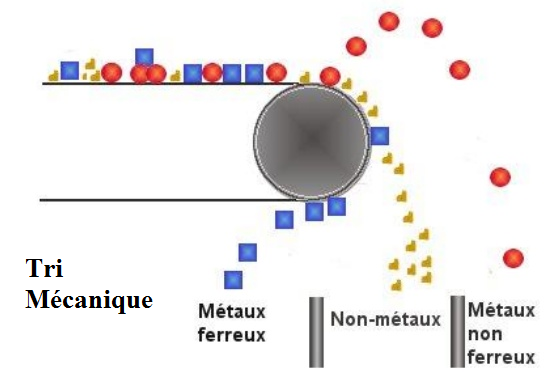 Tri
Mécanique
Métaux
ferreux
Non-métaux
Métaux
non
ferreux